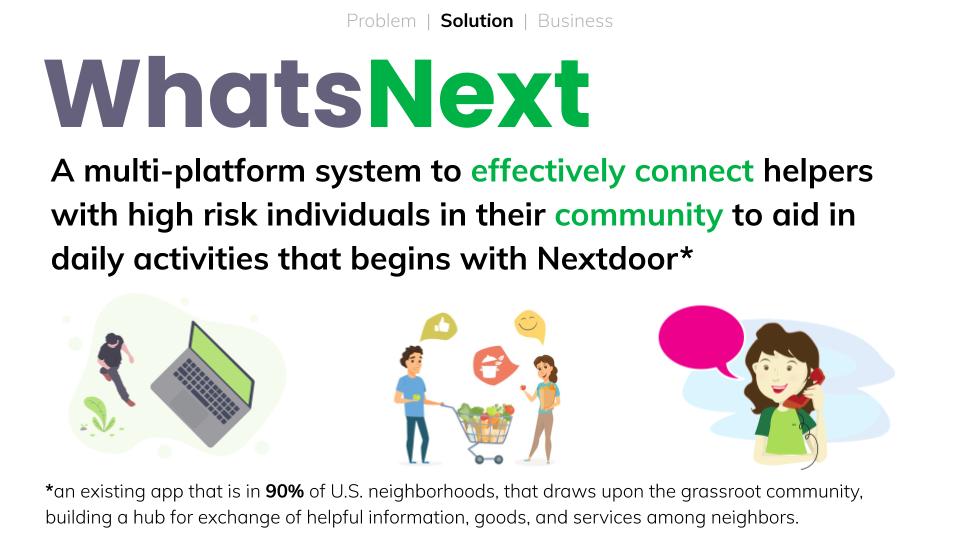 Problem | Solution | Business
WhatsNext
A multi-platform system to effectively connect helpers
with high risk individuals in their community to aid in
daily activities that begins with Nextdoor*
*an existing app that is in 90% of U.S. neighborhoods, that draws upon the grassroot community,
building a hub for exchange of helpful information, goods, and services among neighbors.